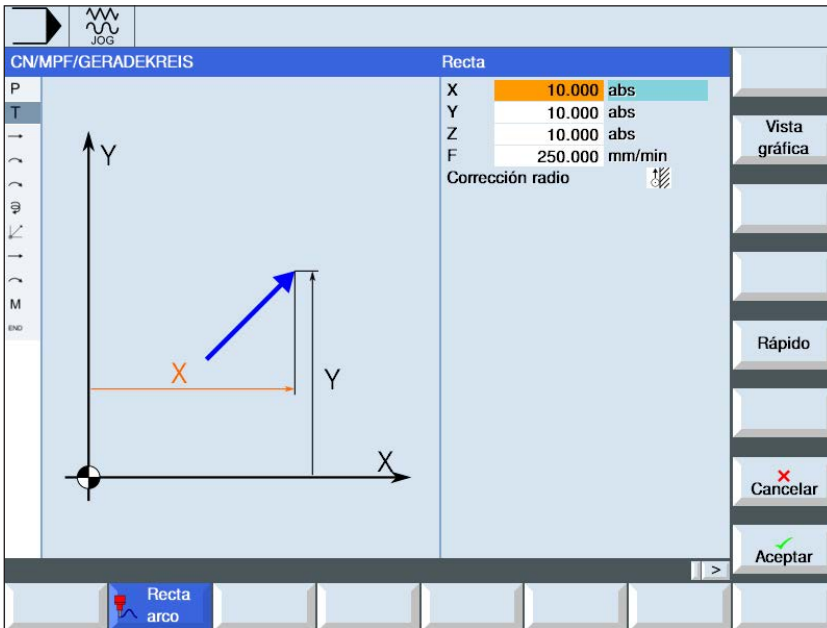 JOG
CN/MPF/GERADEKREIS
Recta
P
T
M
END
Y
X
Y
X
X 10.000 abs
Y 10.000 abs
Z 10.000 abs
F 250.000 mm/min
Corrección radio
Vista
gráfica
Rápido
Cancelar
Aceptar
>
Recta
arco